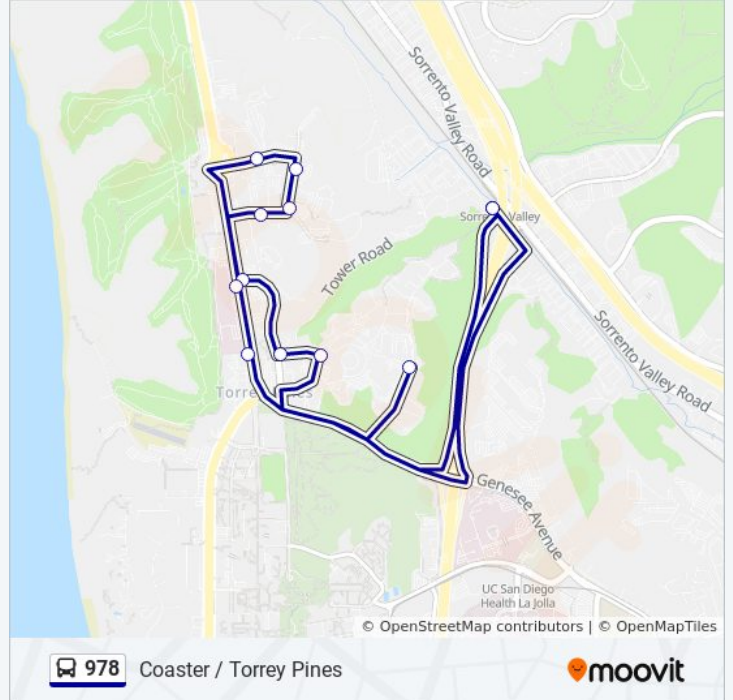 Sorrento Valley Road
Sorrento Valley
Tower Road
Sorrento Valley Road
Torrey Pines
Genesee Avenue
UC San Diego
Health La Jolla
© OpenStreetMap contributors | © OpenMapTiles
978 Coaster / Torrey Pines
moovit